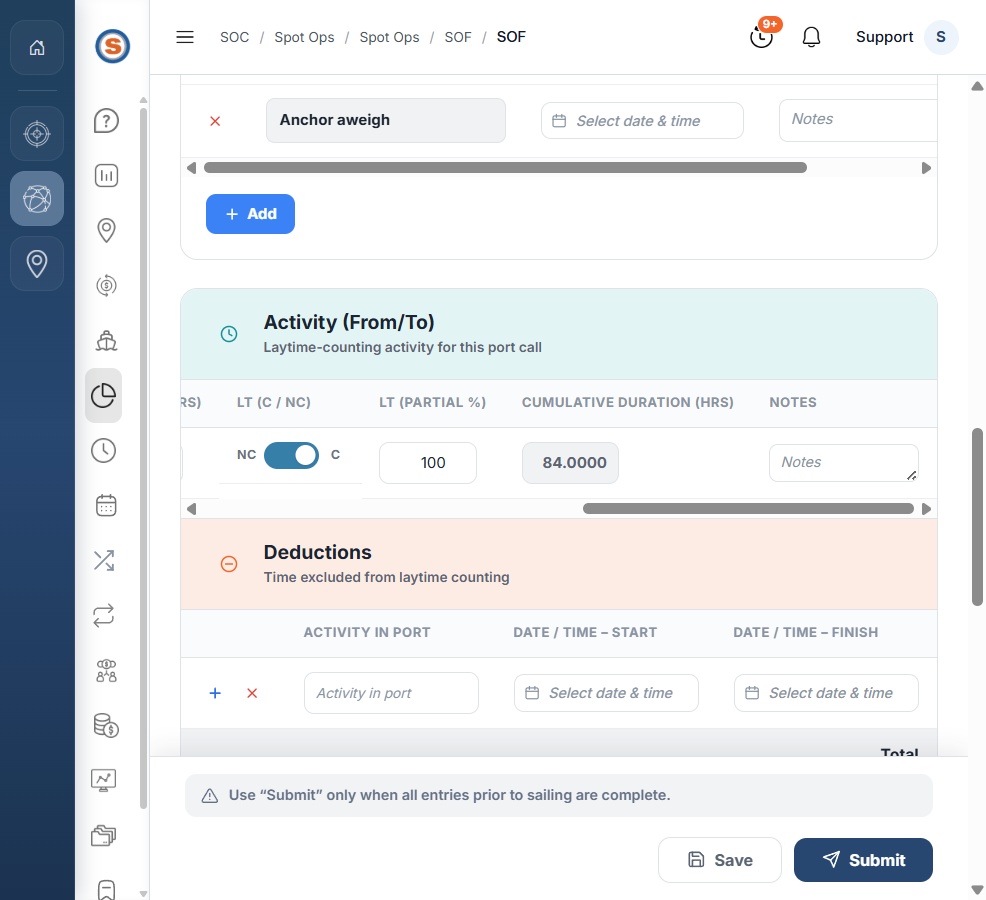 SOC / Spot Ops / Spot Ops / SOF / SOF
9+
Support
S
Anchor aweigh
Select date & time
Notes
+ Add
Activity (From/To)
Laytime-counting activity for this port call
RS) LT (C / NC) LT (PARTIAL %) CUMULATIVE DURATION (HRS) NOTES
NC C 100 84.0000 Notes
Deductions
Time excluded from laytime counting
ACTIVITY IN PORT DATE / TIME – START DATE / TIME – FINISH
Activity in port Select date & time Select date & time
Total
Use “Submit” only when all entries prior to sailing are complete.
Save Submit